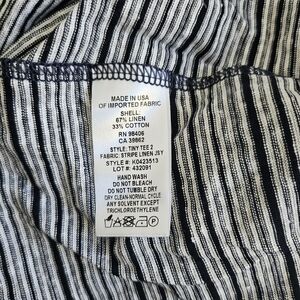 MADE IN USA
OF IMPORTED FABRIC
SHELL:
67% LINEN
33% COTTON
RN 98406
CA 39862
STYLE: TINY TEE 2
FABRIC: STRIPE LINEN JSY
STYLE #: K0423513
LOT #: 432091
HAND WASH
DO NOT BLEACH
DO NOT TUMBLE DRY
DRY CLEAN-NORMAL CYCLE
ANY SOLVENT EXCEPT
TRICHLOROETHYLENE